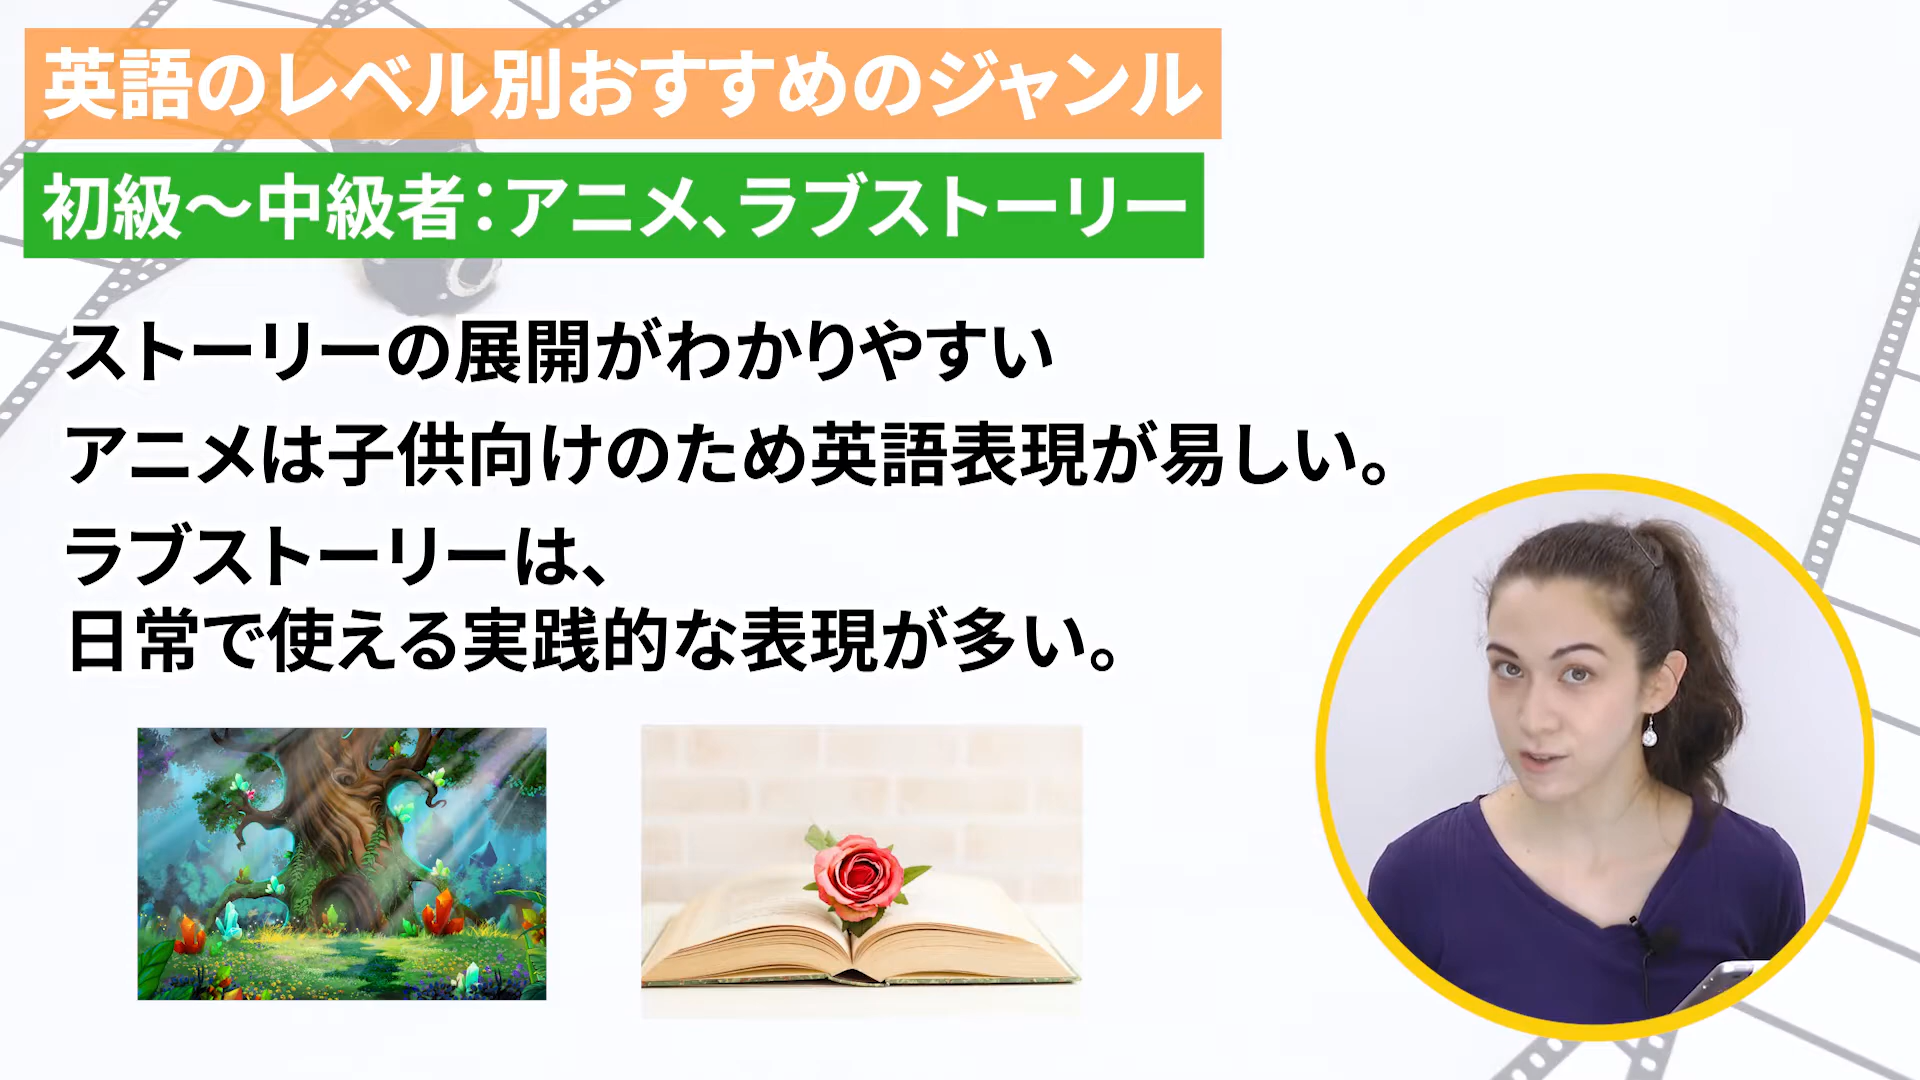 英語のレベル別おすすめのジャンル
初級～中級者：アニメ、ラブストーリー
ストーリーの展開がわかりやすい
アニメは子供向けのため英語表現が易しい。
ラブストーリーは、
日常で使える実践的な表現が多い。